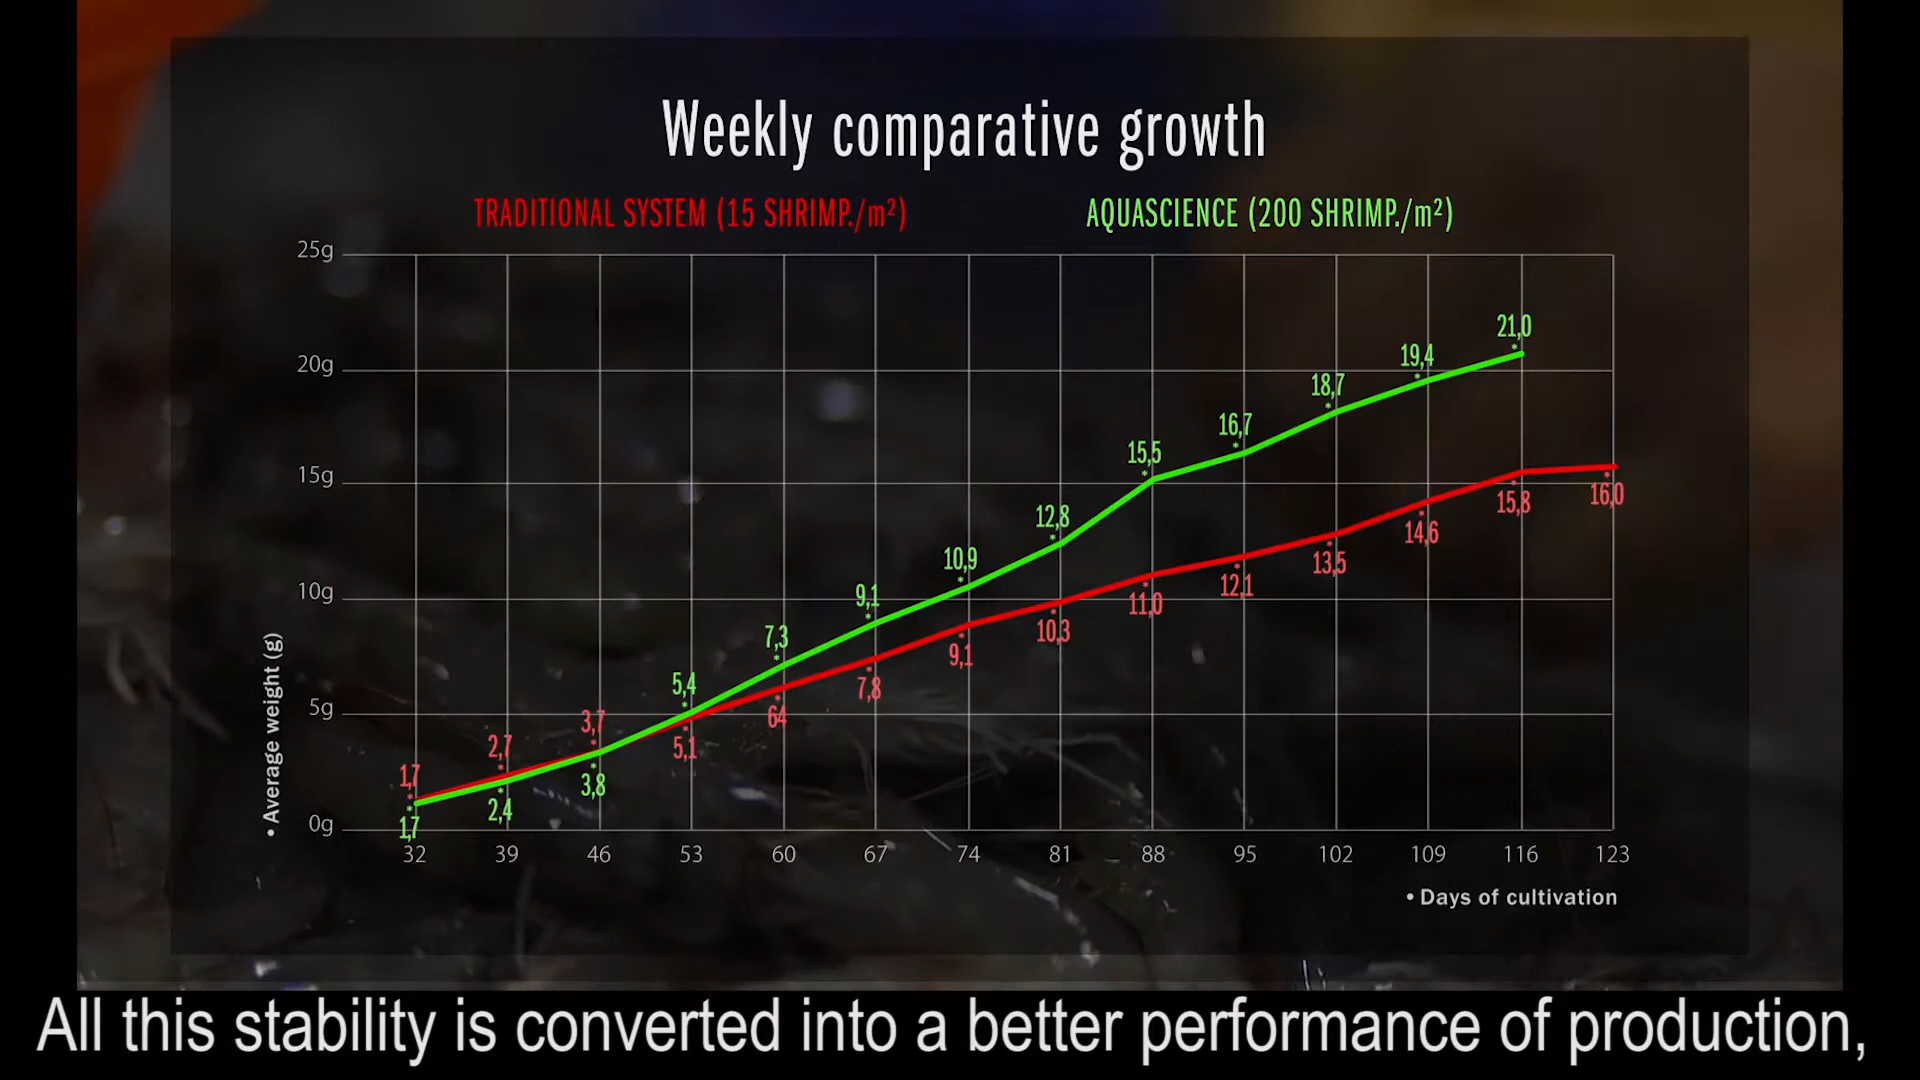 Weekly comparative growth
TRADITIONAL SYSTEM (15 SHRIMP./m²)
AQUASCIENCE (200 SHRIMP./m²)
25g
20g
15g
10g
5g
0g
• Average weight (g)
1,7
2,7
3,7
5,1
64
7,8
9,1
10,3
11,0
12,1
13,5
14,6
15,8
16,0
1,7
2,4
3,8
5,4
7,3
9,1
10,9
12,8
15,5
16,7
18,7
19,4
21,0
32 39 46 53 60 67 74 81 88 95 102 109 116 123
• Days of cultivation
All this stability is converted into a better performance of production,